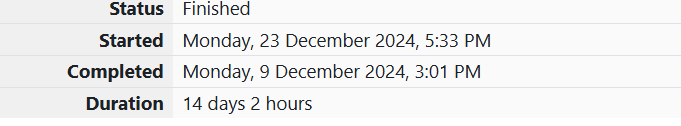 Status Finished
Started Monday, 23 December 2024, 5:33 PM
Completed Monday, 9 December 2024, 3:01 PM
Duration 14 days 2 hours